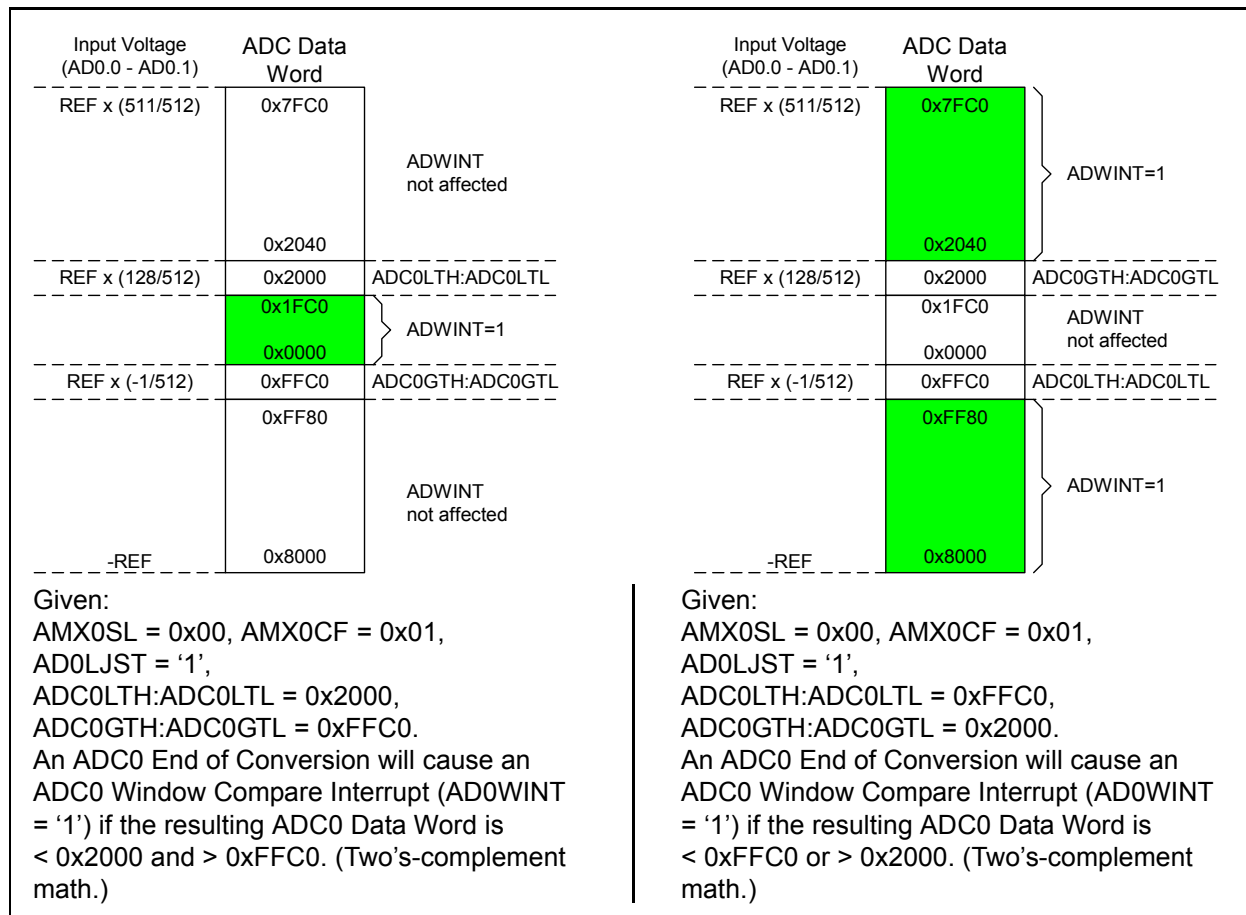 Input Voltage
(AD0.0 - AD0.1)
ADC Data
Word
REF x (511/512)
0x7FC0
ADWINT
not affected
0x2040
REF x (128/512)
0x2000
ADC0LTH:ADC0LTL
0x1FC0
ADWINT=1
0x0000
REF x (-1/512)
0xFFC0
ADC0GTH:ADC0GTL
0xFF80
ADWINT
not affected
-REF
0x8000
Given:
AMX0SL = 0x00, AMX0CF = 0x01,
AD0LJST = ‘1’,
ADC0LTH:ADC0LTL = 0x2000,
ADC0GTH:ADC0GTL = 0xFFC0.
An ADC0 End of Conversion will cause an
ADC0 Window Compare Interrupt (AD0WINT
= ‘1’) if the resulting ADC0 Data Word is
< 0x2000 and > 0xFFC0. (Two’s-complement
math.)
Input Voltage
(AD0.0 - AD0.1)
ADC Data
Word
REF x (511/512)
0x7FC0
ADWINT=1
0x2040
REF x (128/512)
0x2000
ADC0GTH:ADC0GTL
0x1FC0
ADWINT
not affected
0x0000
REF x (-1/512)
0xFFC0
ADC0LTH:ADC0LTL
0xFF80
ADWINT=1
-REF
0x8000
Given:
AMX0SL = 0x00, AMX0CF = 0x01,
AD0LJST = ‘1’,
ADC0LTH:ADC0LTL = 0xFFC0,
ADC0GTH:ADC0GTL = 0x2000.
An ADC0 End of Conversion will cause an
ADC0 Window Compare Interrupt (AD0WINT
= ‘1’) if the resulting ADC0 Data Word is
< 0xFFC0 or > 0x2000. (Two’s-complement
math.)